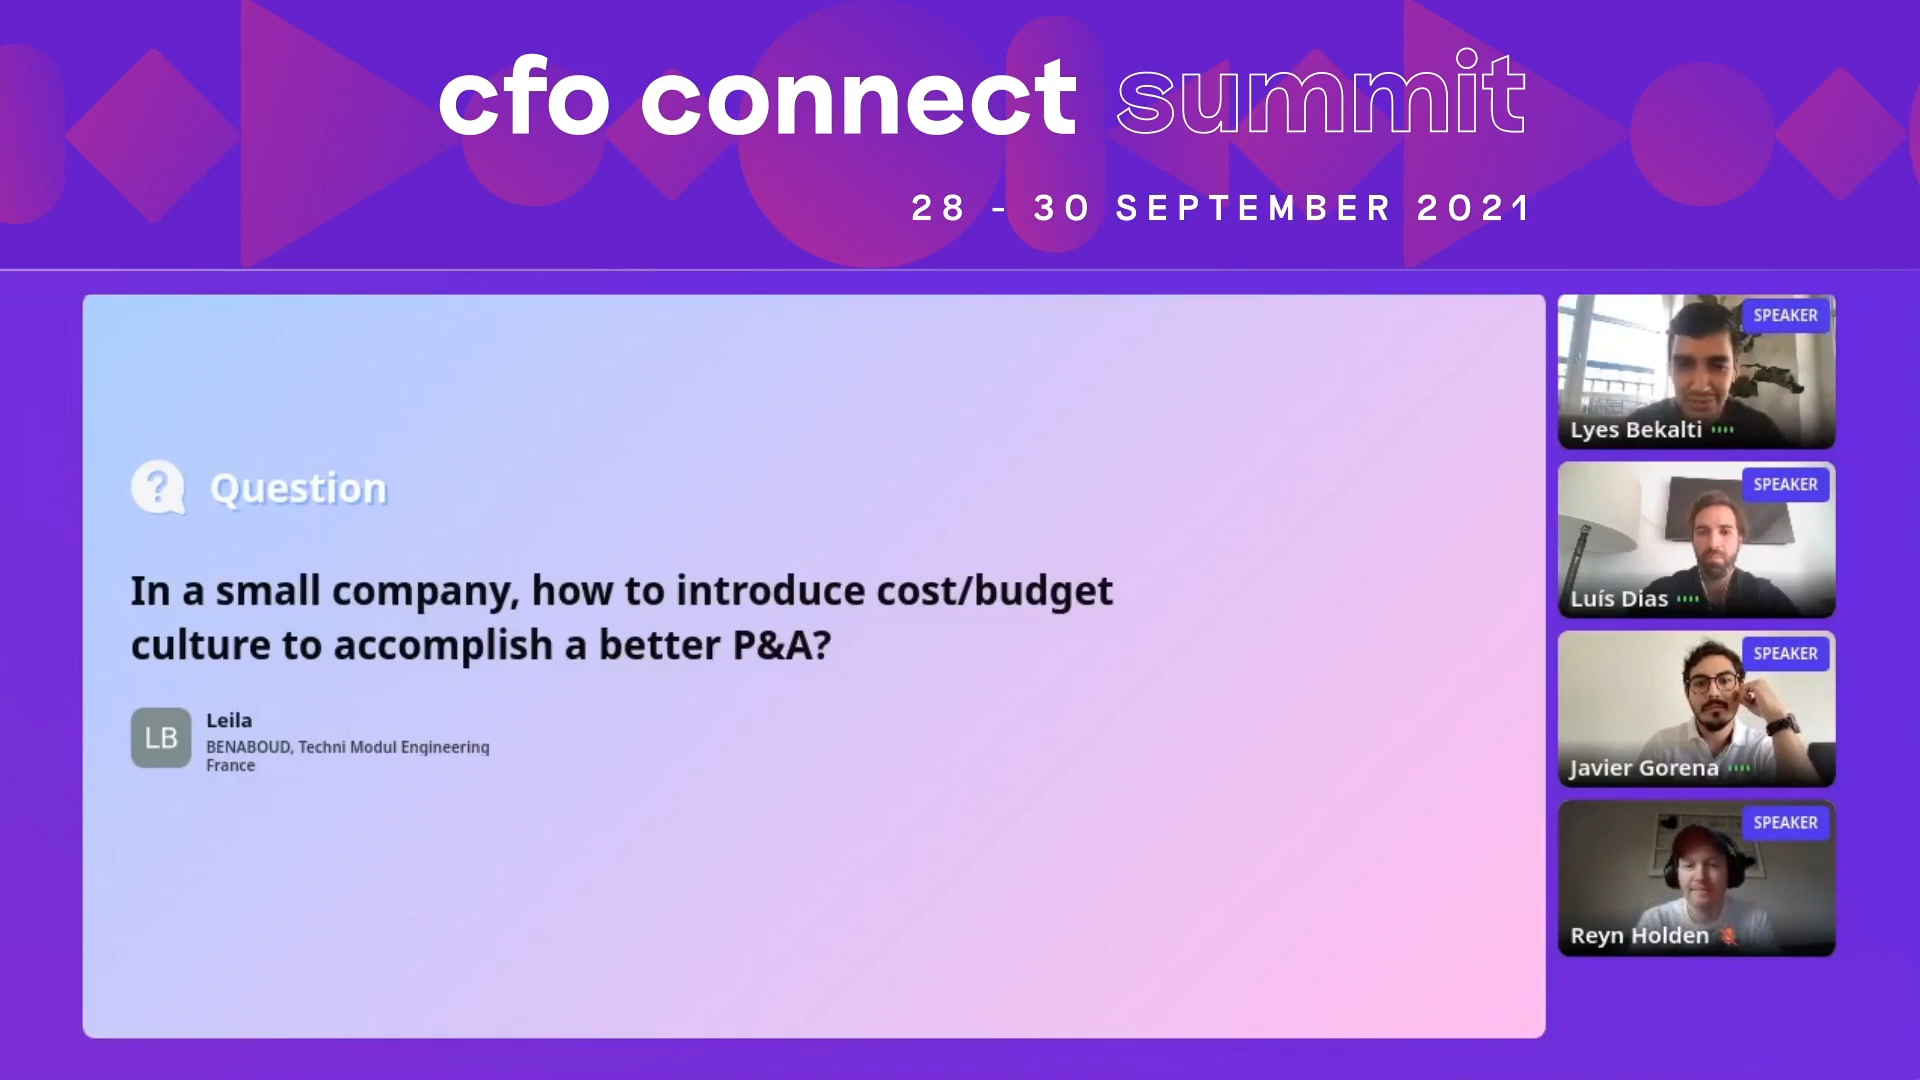 cfo connect summit
28 - 30 SEPTEMBER 2021
? Question
In a small company, how to introduce cost/budget
culture to accomplish a better P&A?
LB
Leila
BENABOUD, Techni Modul Engineering
France
SPEAKER
Lyes Bekalti
SPEAKER
Luís Dias
SPEAKER
Javier Gorena
SPEAKER
Reyn Holden